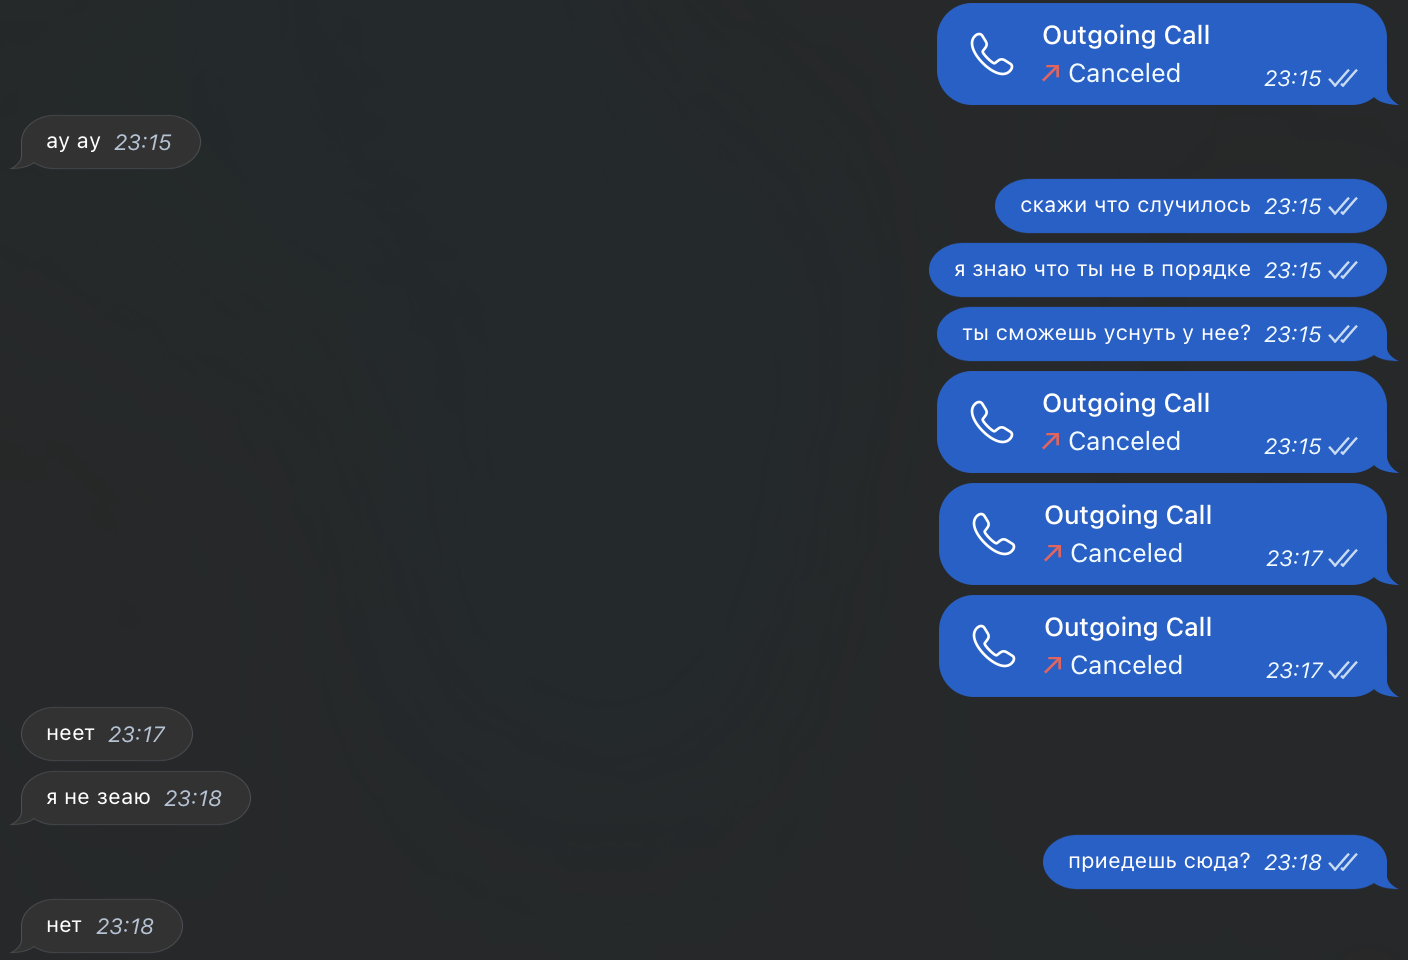 Outgoing Call
Canceled 23:15
ау ау 23:15
скажи что случилось 23:15
я знаю что ты не в порядке 23:15
ты сможешь уснуть у нее? 23:15
Outgoing Call
Canceled 23:15
Outgoing Call
Canceled 23:17
Outgoing Call
Canceled 23:17
неет 23:17
я не зеаю 23:18
приедешь сюда? 23:18
нет 23:18